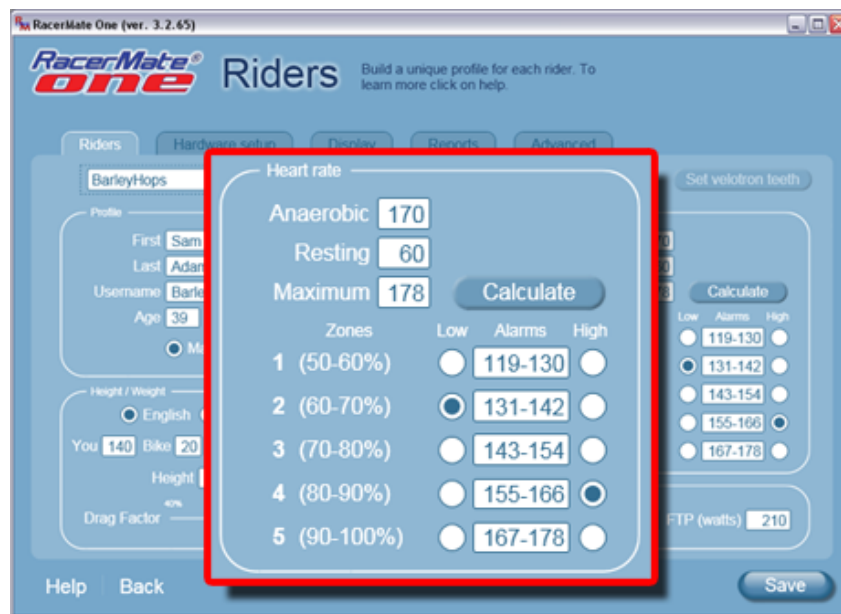 RacerMate One (ver. 3.2.65)
RacerMate®
one
Riders
Build a unique profile for each rider. To
learn more click on help.
Riders Hardware setup Display Reports Advanced
BarleyHops
Set velotron teeth
Profile
First Sam
Last Adam
Username Barle
Age 39
Ma
Height / Weight
English
You 140 Bike 20
Height
40%
Drag Factor
Heart rate
Anaerobic 170
Resting 60
Maximum 178 Calculate
Zones Low Alarms High
1 (50-60%) 119-130
2 (60-70%) 131-142
3 (70-80%) 143-154
4 (80-90%) 155-166
5 (90-100%) 167-178
Calculate
Low Alarms High
119-130
131-142
143-154
155-166
167-178
FTP (watts) 210
Help Back Save